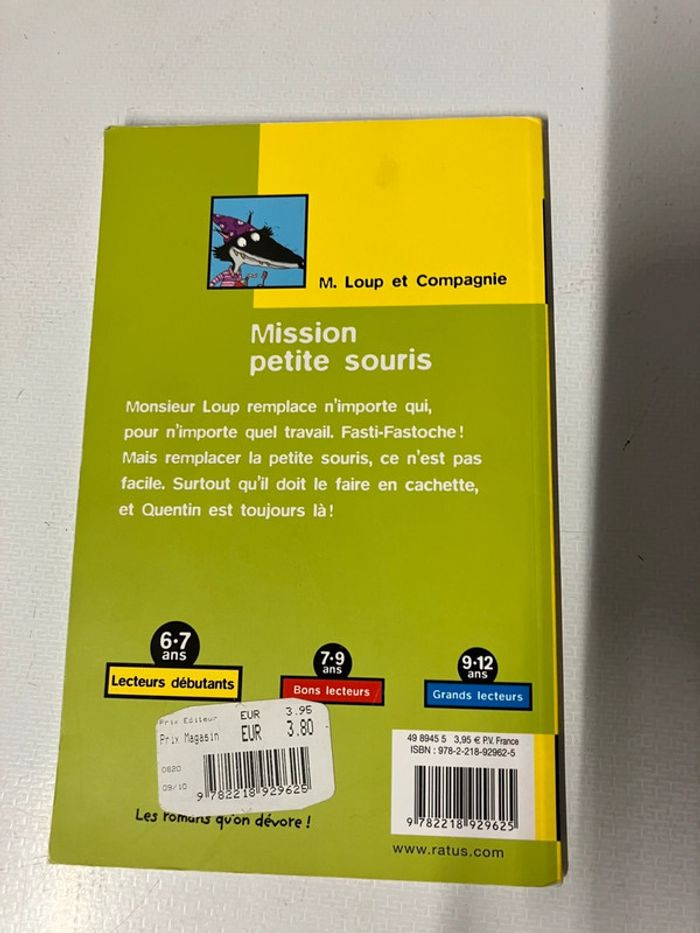 M. Loup et Compagnie
Mission
petite souris
Monsieur Loup remplace n'importe qui,
pour n'importe quel travail. Fasti-Fastoche !
Mais remplacer la petite souris, ce n'est pas
facile. Surtout qu'il doit le faire en cachette,
et Quentin est toujours là !
6•7
ans
Lecteurs débutants
7•9
ans
Bons lecteurs
9•12
ans
Grands lecteurs
Prix Editeur EUR 3.95
Prix Magasin EUR 3.80
0620
09/10
9 782218 929625
Les romans qu'on dévore !
49 8945 5 3,95 € P.V. France
ISBN : 978-2-218-92962-5
9 782218 929625
www.ratus.com